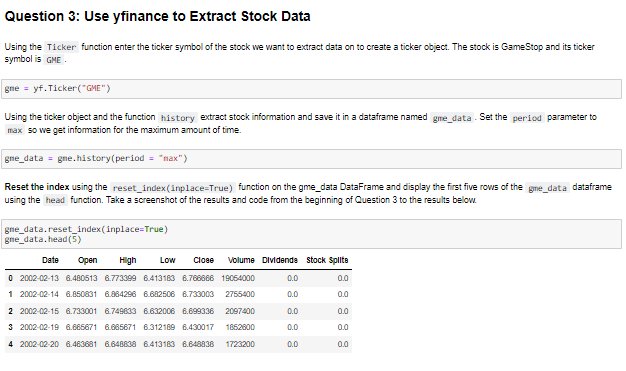 Question 3: Use yfinance to Extract Stock Data
Using the Ticker function enter the ticker symbol of the stock we want to extract data on to create a ticker object. The stock is GameStop and its ticker
symbol is GME .
gme = yf.Ticker("GME")
Using the ticker object and the function history extract stock information and save it in a dataframe named gme_data . Set the period parameter to
max so we get information for the maximum amount of time.
gme_data = gme.history(period = "max")
Reset the index using the reset_index(inplace=True) function on the gme_data DataFrame and display the first five rows of the gme_data dataframe
using the head function. Take a screenshot of the results and code from the beginning of Question 3 to the results below.
gme_data.reset_index(inplace=True)
gme_data.head(5)
Date Open High Low Close Volume Dividends Stock Splits
0 2002-02-13 6.480513 6.773399 6.413183 6.766666 19054000 0.0 0.0
1 2002-02-14 6.850831 6.864296 6.682506 6.733003 2755400 0.0 0.0
2 2002-02-15 6.733001 6.749833 6.632006 6.699336 2097400 0.0 0.0
3 2002-02-19 6.665671 6.665671 6.312189 6.430017 1852600 0.0 0.0
4 2002-02-20 6.463681 6.648838 6.413183 6.648838 1723200 0.0 0.0